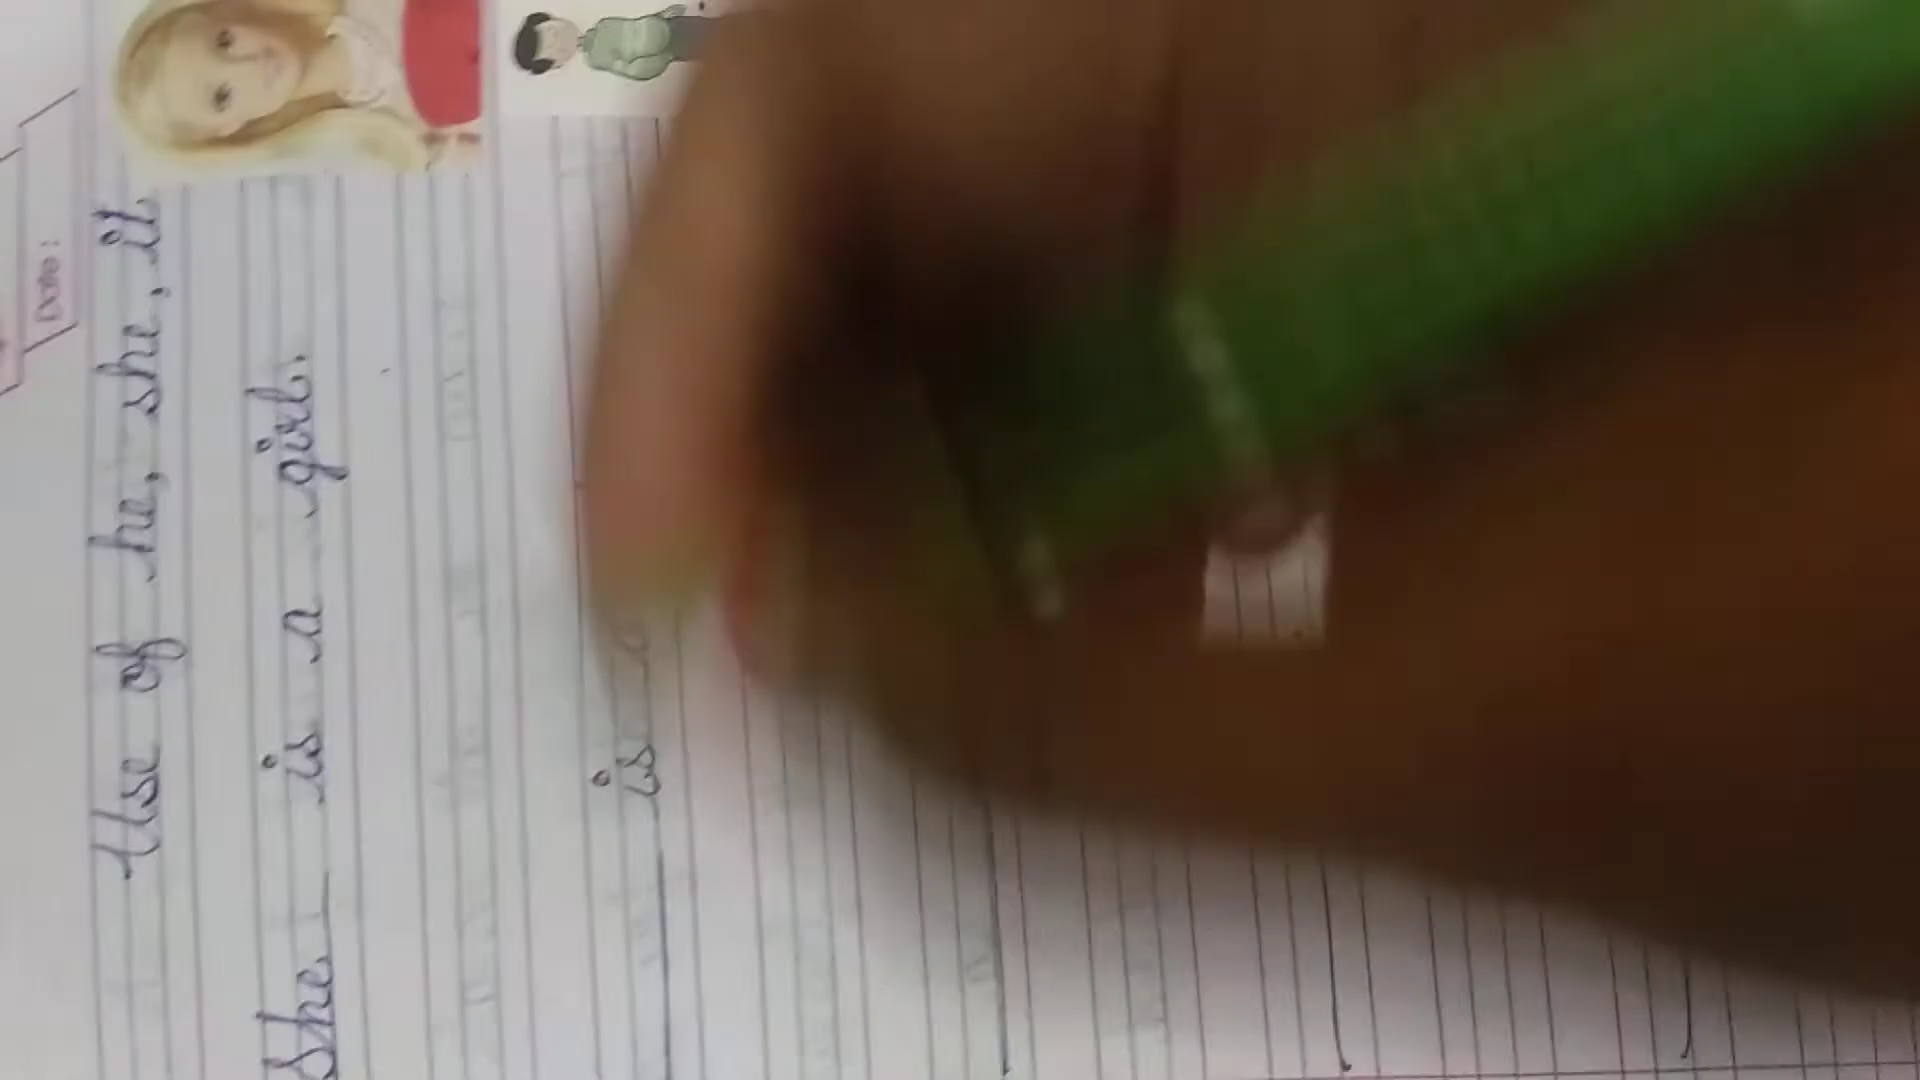 Date:
Use of he, she, it
She is a girl.
is